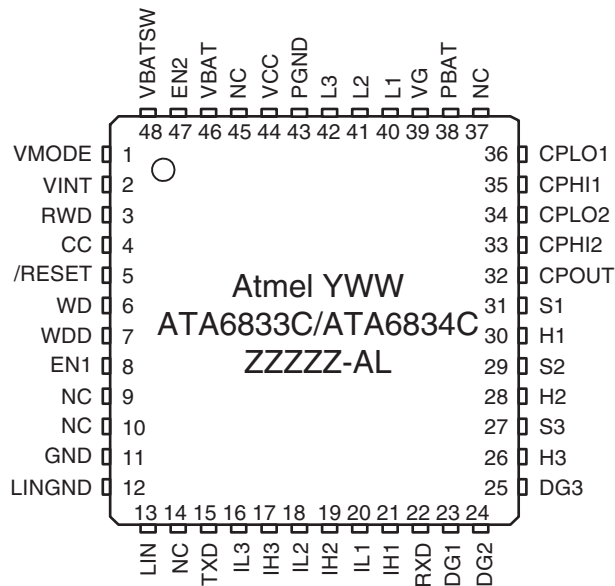 VBATSW EN2 VBAT NC VCC PGND L3 L2 L1 VG PBAT NC
48 47 46 45 44 43 42 41 40 39 38 37
VMODE 1 36 CPLO1
VINT 2 35 CPHI1
RWD 3 34 CPLO2
CC 4 33 CPHI2
/RESET 5 32 CPOUT
WD 6 31 S1
WDD 7 30 H1
EN1 8 29 S2
NC 9 28 H2
NC 10 27 S3
GND 11 26 H3
LINGND 12 25 DG3
Atmel YWW
ATA6833C/ATA6834C
ZZZZZ-AL
13 14 15 16 17 18 19 20 21 22 23 24
LIN NC TXD IL3 IH3 IL2 IH2 IL1 IH1 RXD DG1 DG2